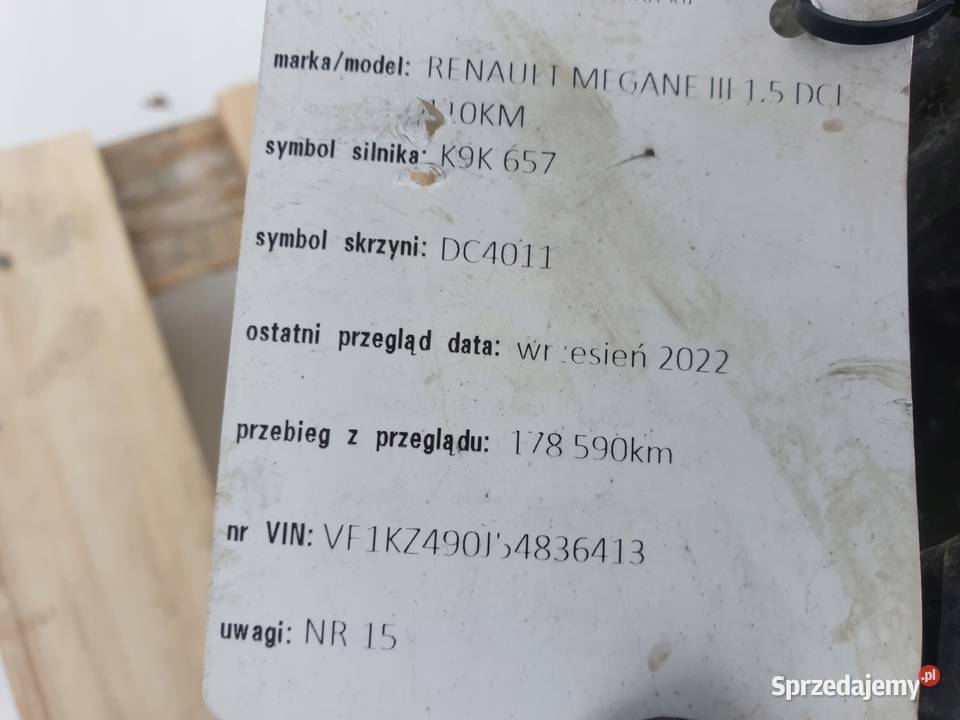 marka/model: RENAULT MEGANE III 1.5 DCI
110KM
symbol silnika: K9K 657
symbol skrzyni: DC4011
ostatni przegląd data: wrzesień 2022
przebieg z przeglądu: 178 590km
nr VIN:
uwagi: NR 15
Sprzedajemy.pl